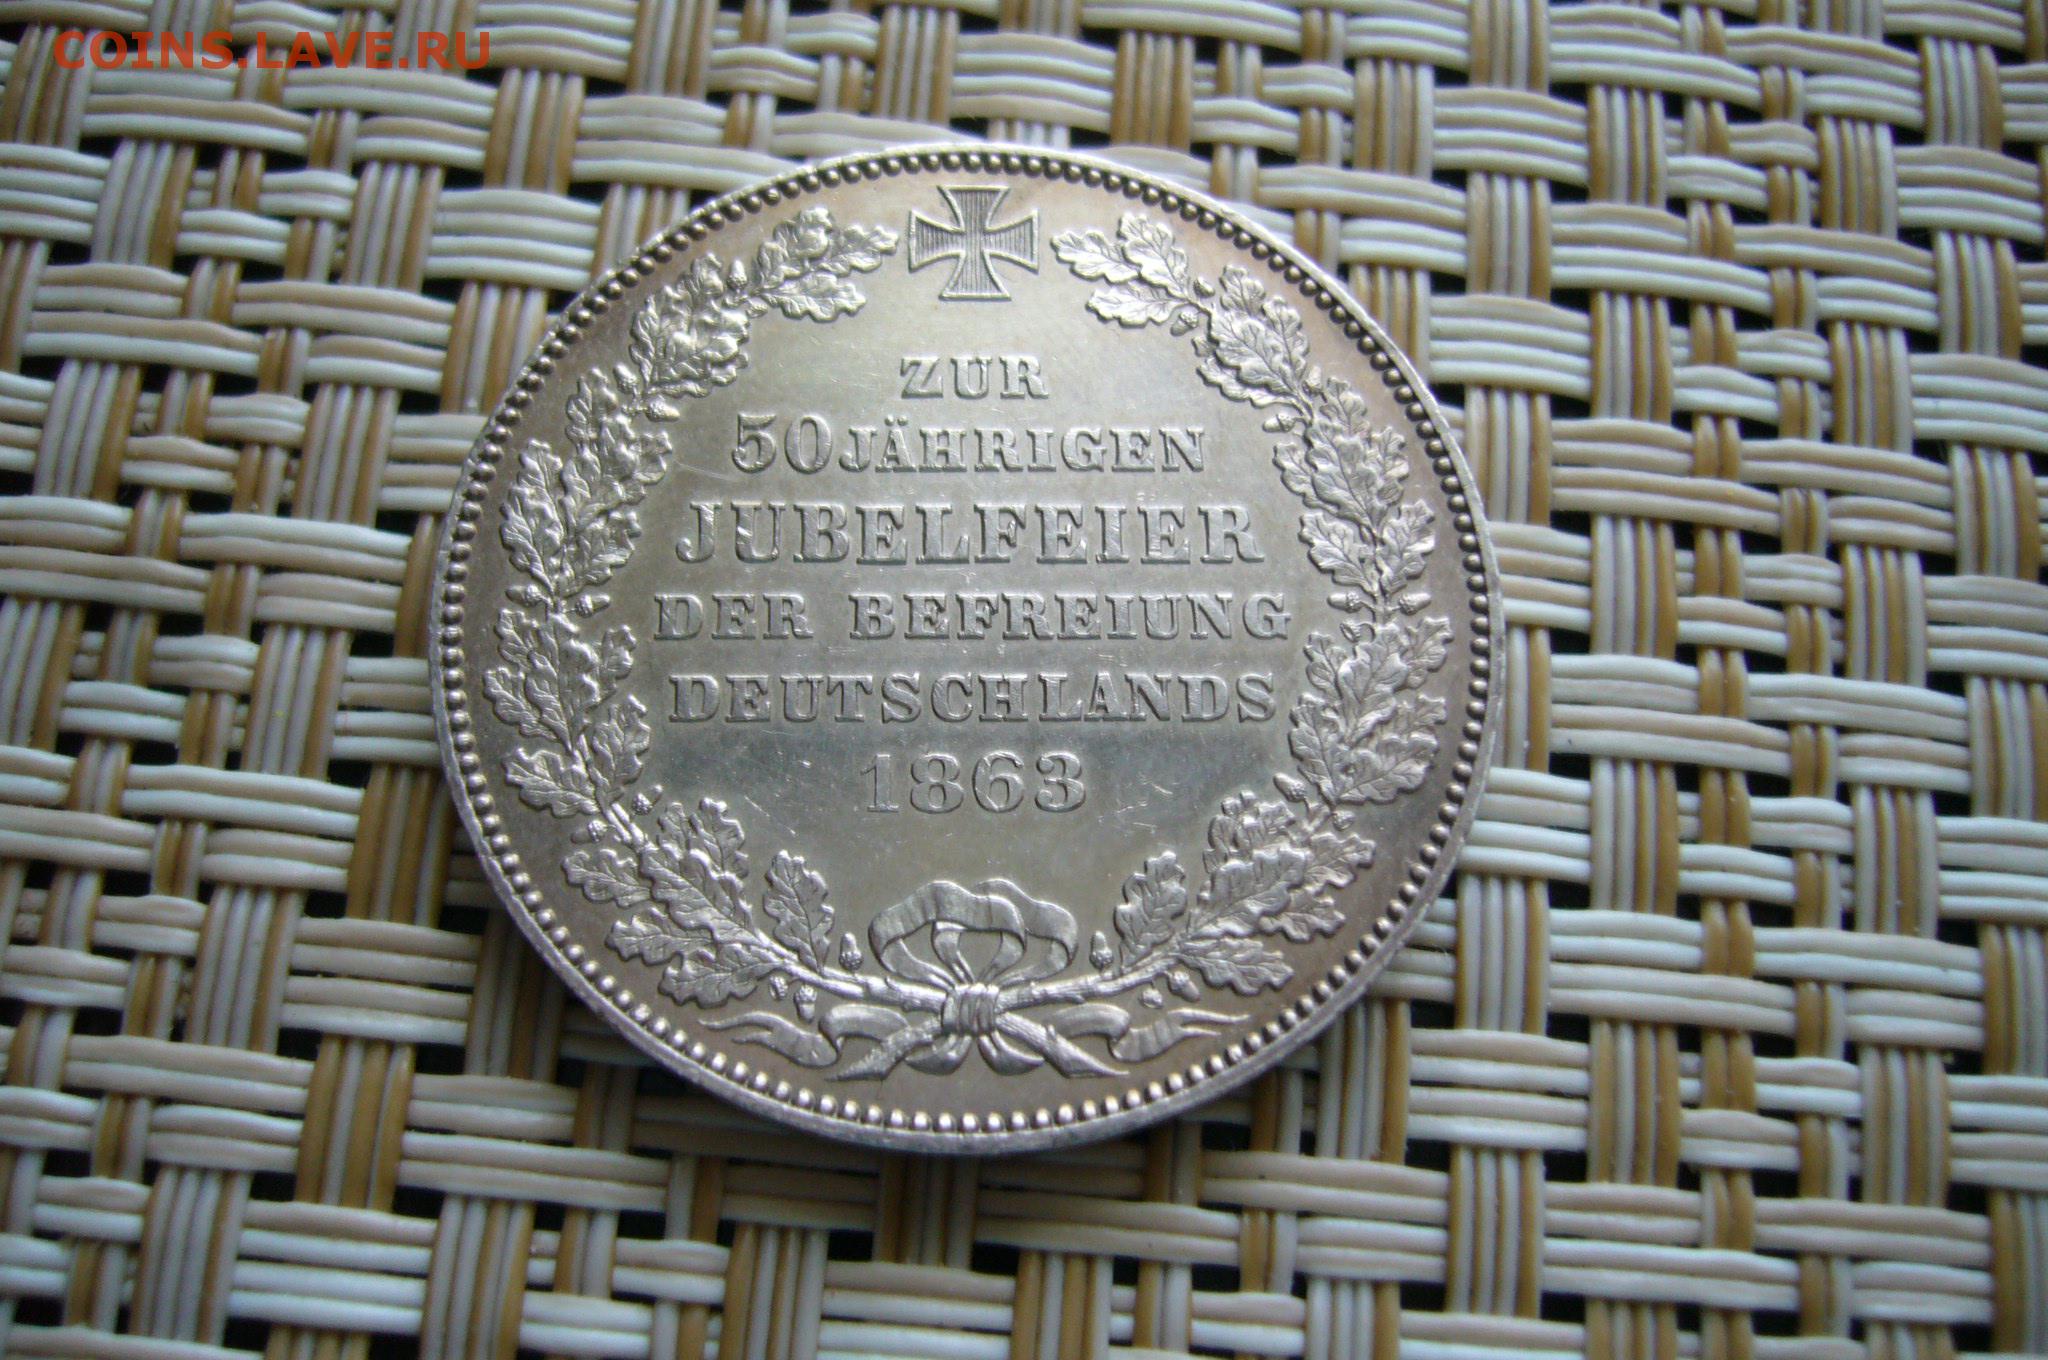 COINS.LAVE.RU
ZUR
50 JÄHRIGEN
JUBELFEIER
DER BEFREIUNG
DEUTSCHLANDS
1863